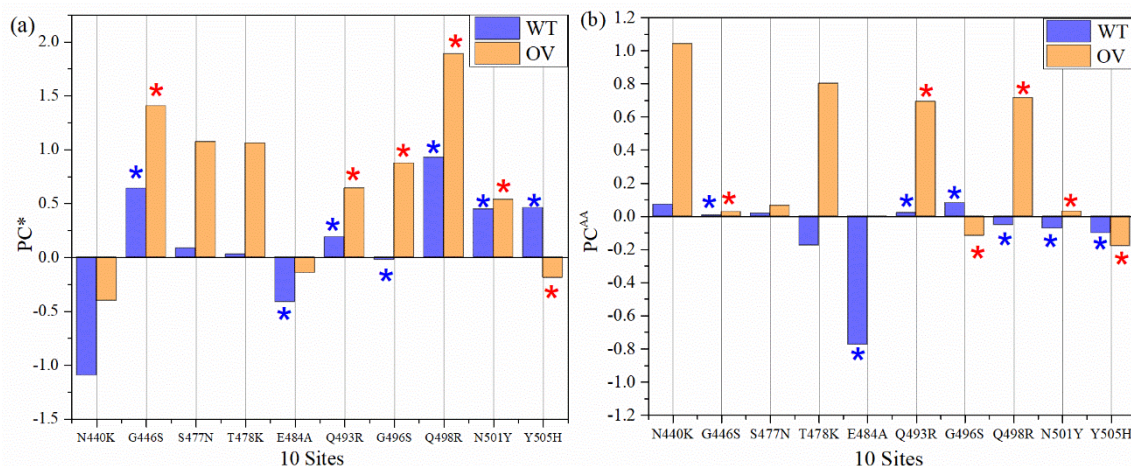 (a)
WT
OV
PC*
2.0
1.5
1.0
0.5
0.0
-0.5
-1.0
-1.5
N440K G446S S477N T478K E484A Q493R G496S Q498R N501Y Y505H
10 Sites
(b)
WT
OV
PC^AA
1.2
1.0
0.8
0.6
0.4
0.2
0.0
-0.2
-0.4
-0.6
-0.8
-1.0
-1.2
N440K G446S S477N T478K E484A Q493R G496S Q498R N501Y Y505H
10 Sites